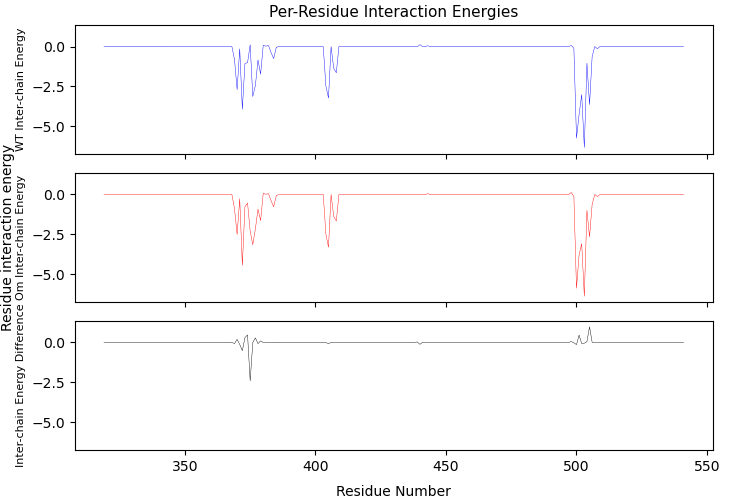 Per-Residue Interaction Energies
Residue interaction energy
WT Inter-chain Energy
0.0
−2.5
−5.0
Om Inter-chain Energy
0.0
−2.5
−5.0
Inter-chain Energy Difference
0.0
−2.5
−5.0
350
400
450
500
550
Residue Number